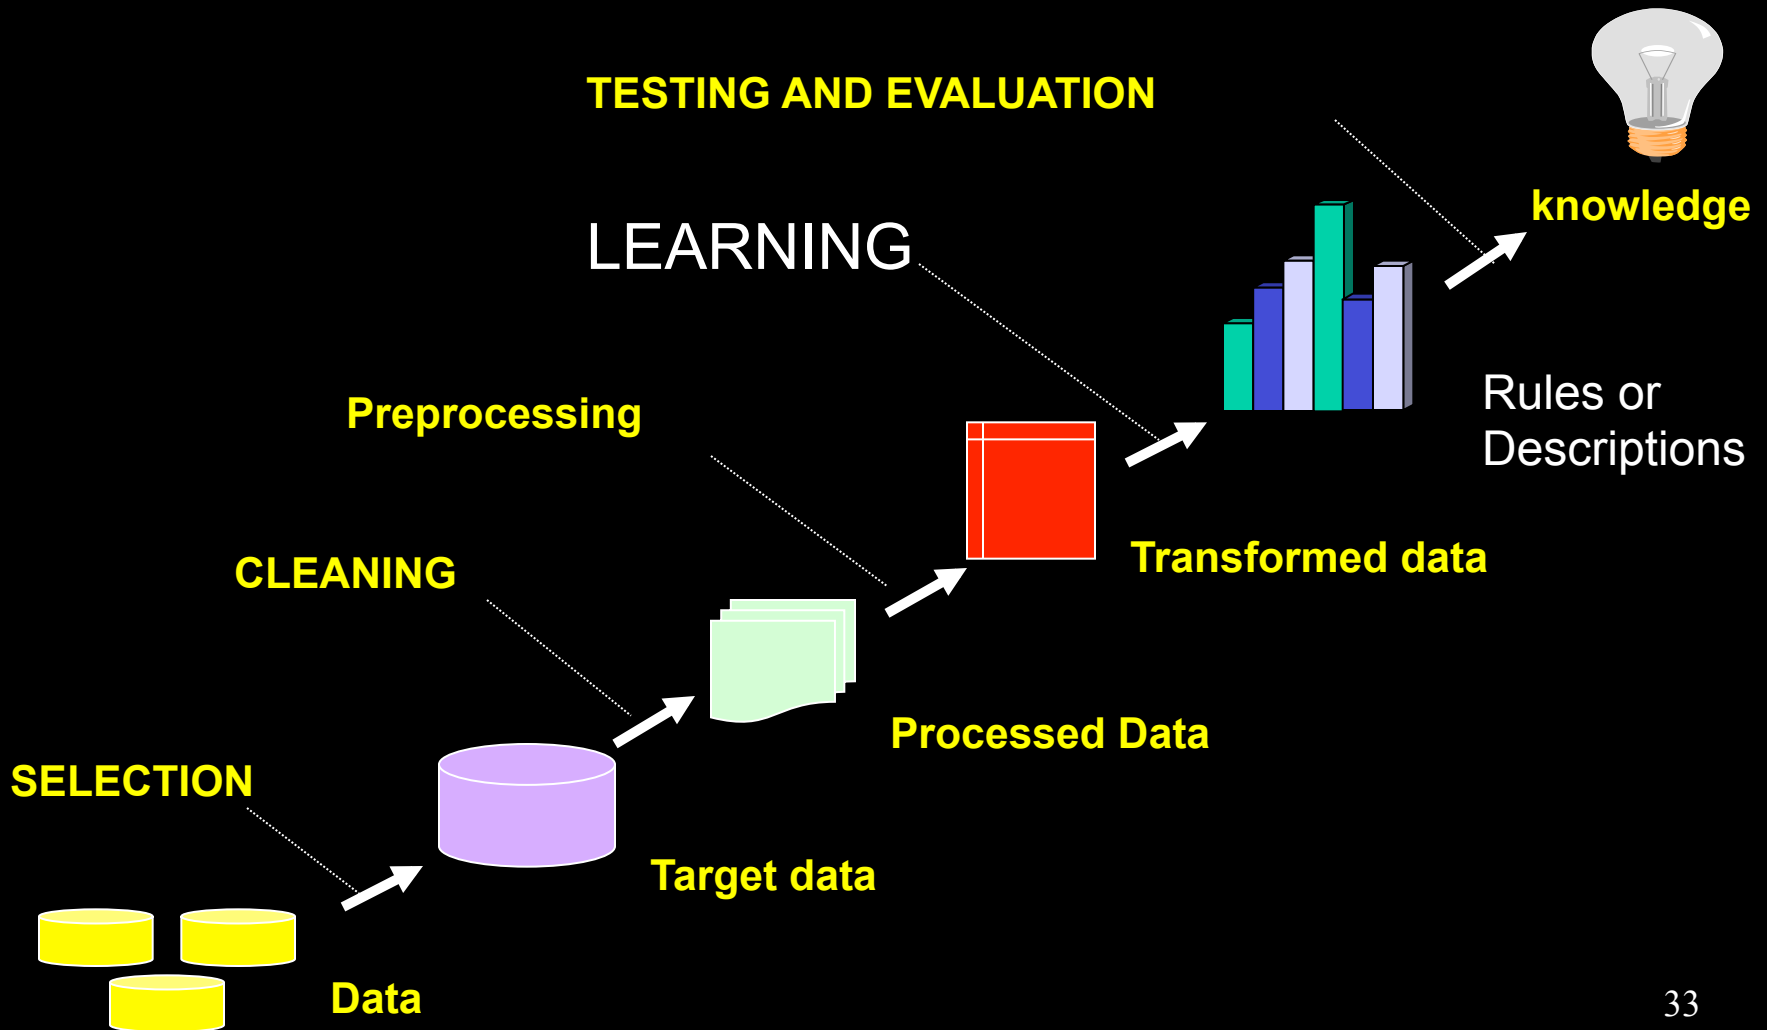 TESTING AND EVALUATION
knowledge
LEARNING
Rules or
Descriptions
Preprocessing
Transformed data
CLEANING
Processed Data
SELECTION
Target data
Data
33